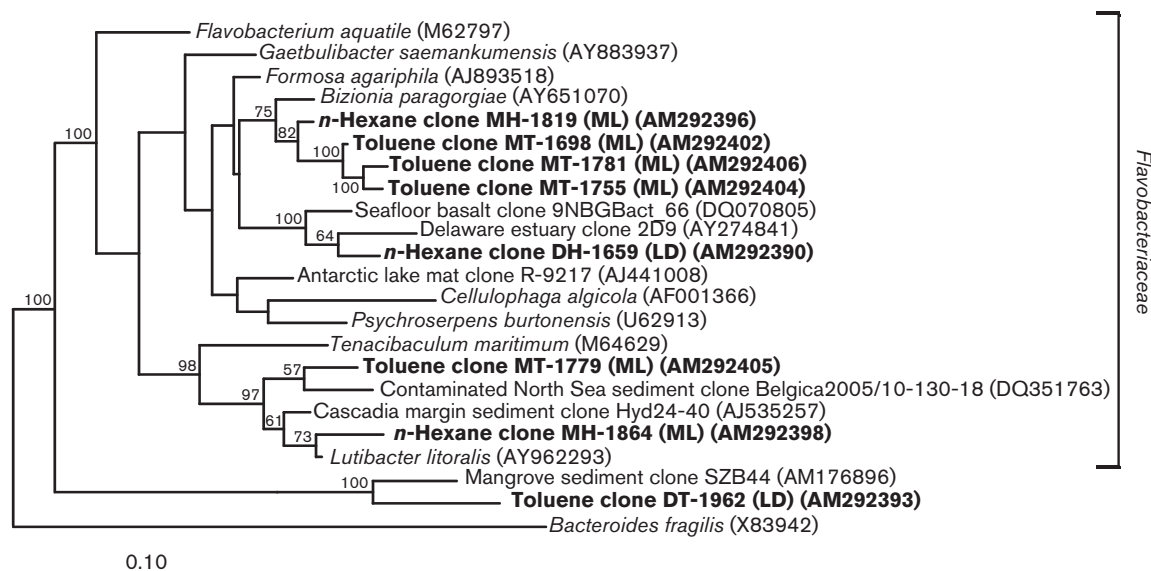 Flavobacterium aquatile (M62797)
Gaetbulibacter saemankumensis (AY883937)
Formosa agariphila (AJ893518)
Bizionia paragorgiae (AY651070)
75
n-Hexane clone MH-1819 (ML) (AM292396)
82
100
Toluene clone MT-1698 (ML) (AM292402)
100
Toluene clone MT-1781 (ML) (AM292406)
100
Toluene clone MT-1755 (ML) (AM292404)
Seafloor basalt clone 9NBGBact_66 (DQ070805)
100
Delaware estuary clone 2D9 (AY274841)
64
n-Hexane clone DH-1659 (LD) (AM292390)
Antarctic lake mat clone R-9217 (AJ441008)
Cellulophaga algicola (AF001366)
100
Psychroserpens burtonensis (U62913)
Tenacibaculum maritimum (M64629)
98
Toluene clone MT-1779 (ML) (AM292405)
57
Contaminated North Sea sediment clone Belgica2005/10-130-18 (DQ351763)
97
Cascadia margin sediment clone Hyd24-40 (AJ535257)
61
n-Hexane clone MH-1864 (ML) (AM292398)
73
Lutibacter litoralis (AY962293)
Mangrove sediment clone SZB44 (AM176896)
100
Toluene clone DT-1962 (LD) (AM292393)
Bacteroides fragilis (X83942)
0.10
Flavobacteriaceae